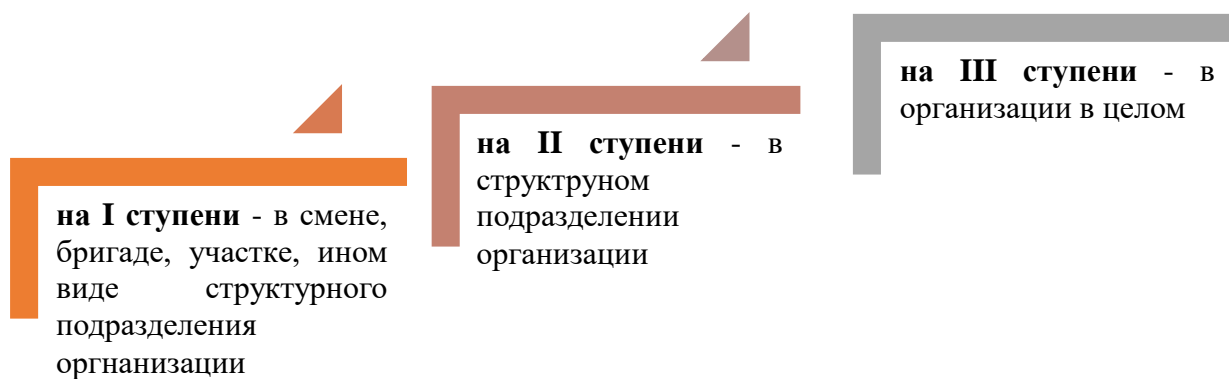 на I ступени - в смене,
бригаде, участке, ином
виде структурного
подразделения
оргнанизации
на II ступени - в
структруном
подразделении
организации
на III ступени - в
организации в целом